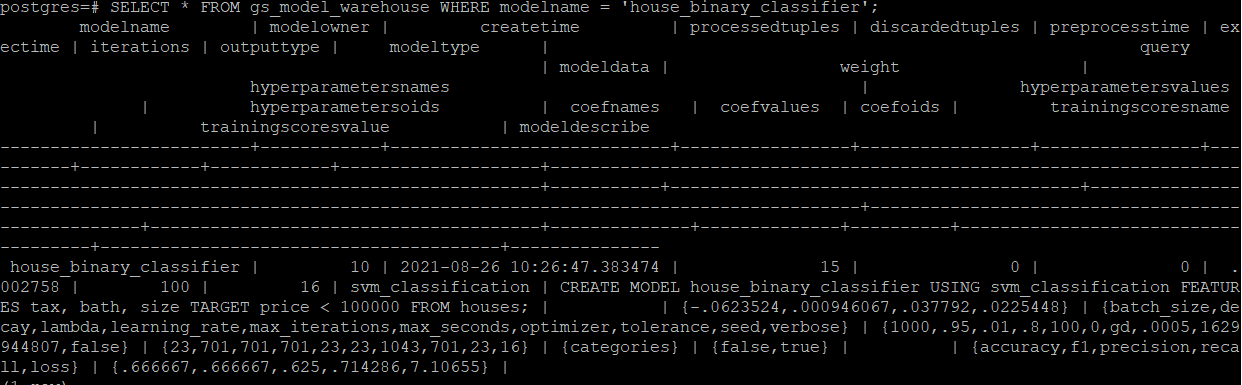 postgres=# SELECT * FROM gs_model_warehouse WHERE modelname = 'house_binary_classifier';
modelname | modelowner | createtime | processedtuples | discardedtuples | preprocesstime | ex
ectime | iterations | outputtype | modeltype | query
| modeldata | weight |
hyperparametersnames | hyperparametersvalues
| hyperparametersoids | coefnames | coefvalues | coefoids | trainingscoresname
| trainingscoresvalue | modeldescribe
---------------------------+------------+----------------------------+-----------------+-----------------+----------------+---
-------+------------+------------+--------------------+-------------------------------------------------------------------
----------------------------------------------------+-----------+----------------------------------------+---------------
-----------------------------------------------------------------------------------+------------------------------------
--------------+--------------------------------------+--------------+--------------+----------+---------------------------
---------+---------------------------------------+---------------
house_binary_classifier | 10 | 2021-08-26 10:26:47.383474 | 15 | 0 | 0 | .
002758 | 100 | 16 | svm_classification | CREATE MODEL house_binary_classifier USING svm_classification FEATUR
ES tax, bath, size TARGET price < 100000 FROM houses; | | {-.0623524,.000946067,.037792,.0225448} | {batch_size,de
cay,lambda,learning_rate,max_iterations,max_seconds,optimizer,tolerance,seed,verbose} | {1000,.95,.01,.8,100,0,gd,.0005,1629
944807,false} | {23,701,701,701,23,23,1043,701,23,16} | {categories} | {false,true} | | {accuracy,f1,precision,reca
ll,loss} | {.666667,.666667,.625,.714286,7.10655} |